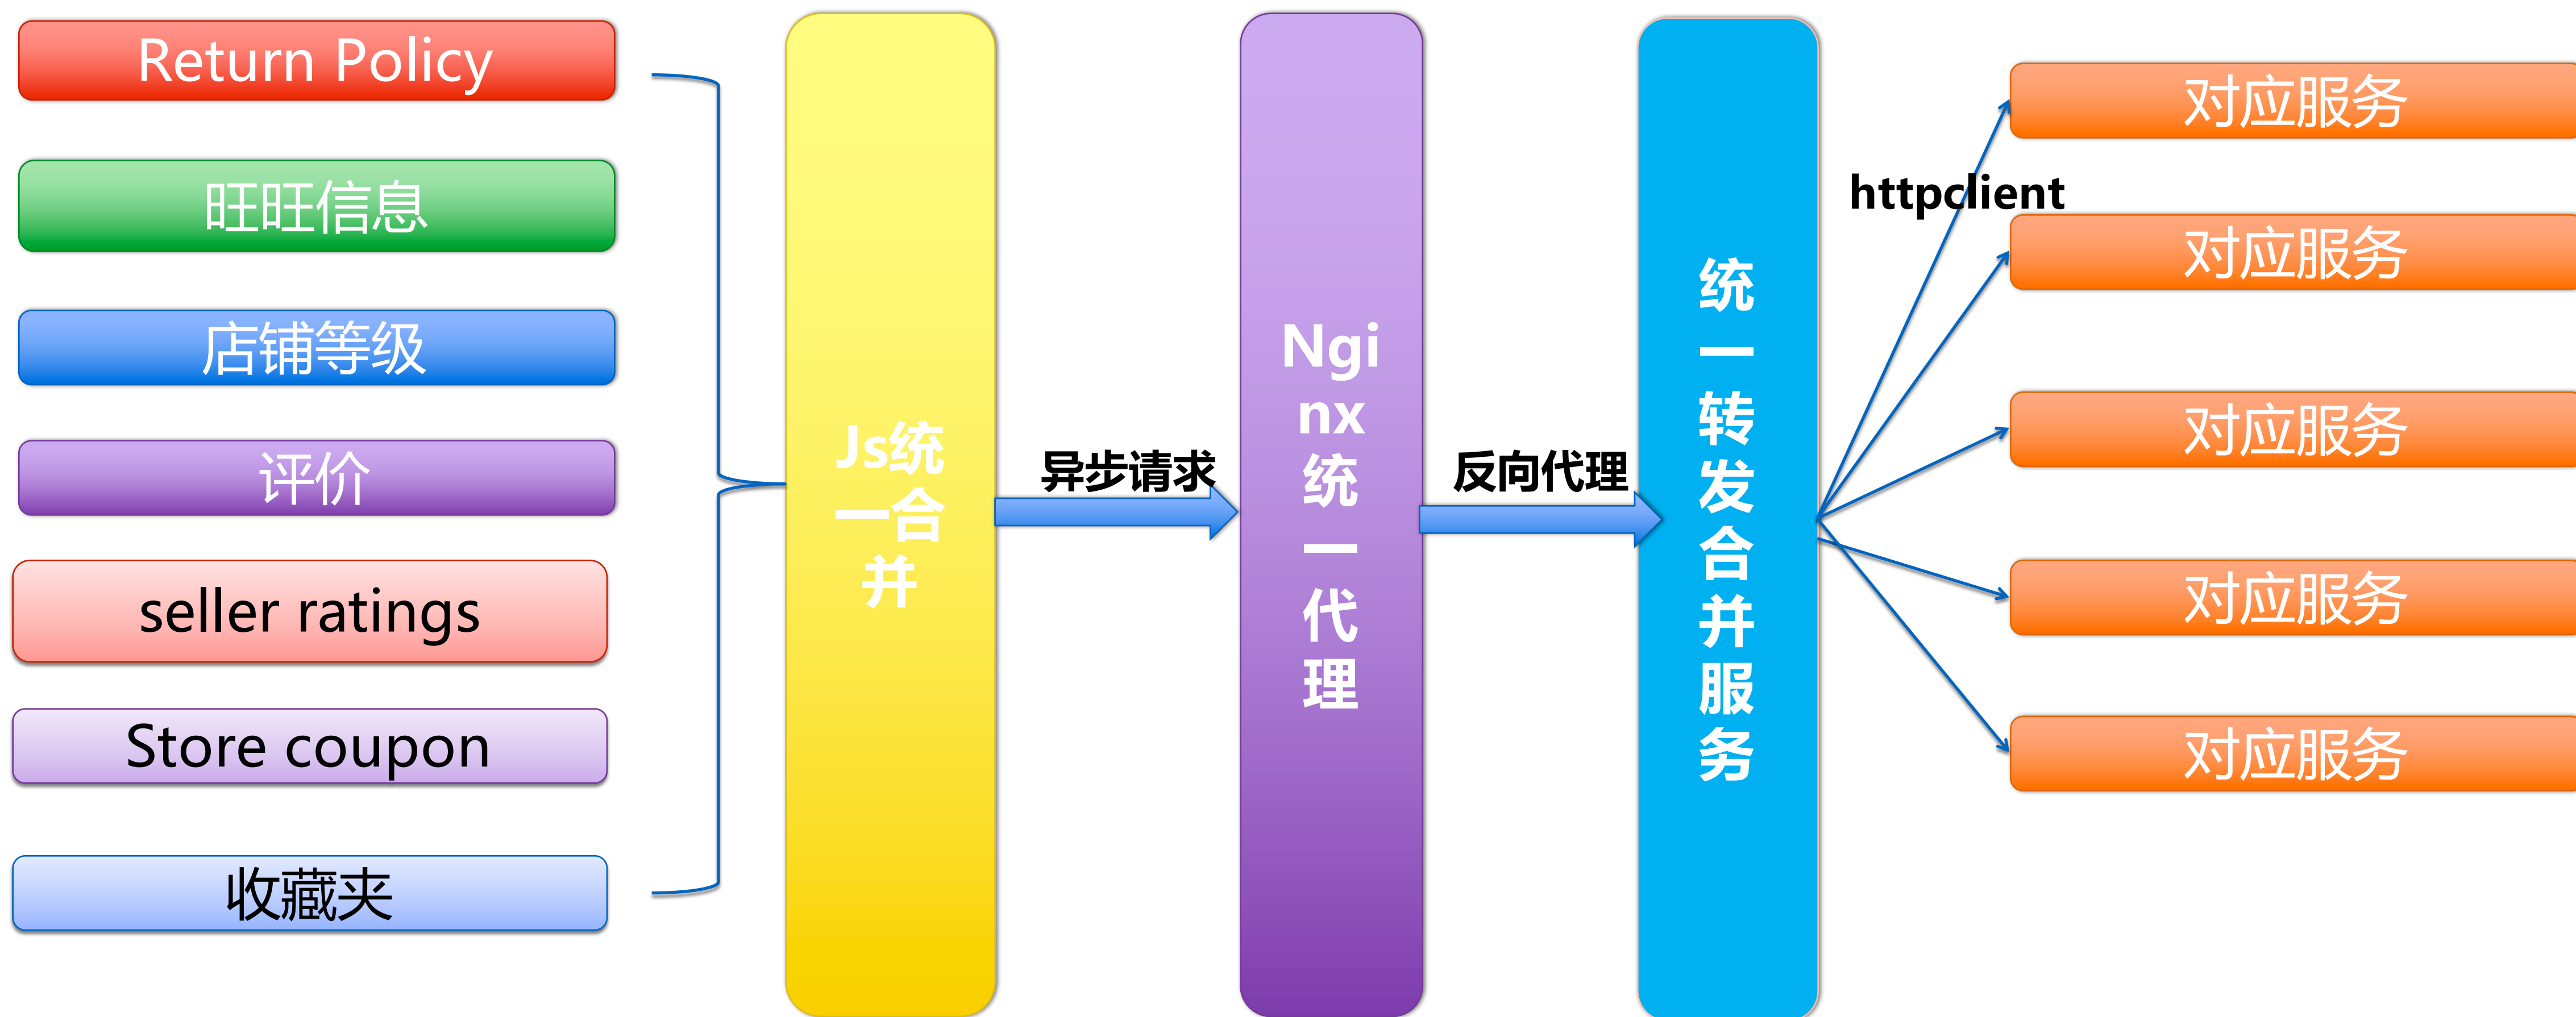 Return Policy
旺旺信息
店铺等级
评价
seller ratings
Store coupon
收藏夹
Js统
一合
并
异步请求
Ngi
nx
统
一
代
理
反向代理
统
一
转
发
合
并
服
务
httpclient
对应服务
对应服务
对应服务
对应服务
对应服务